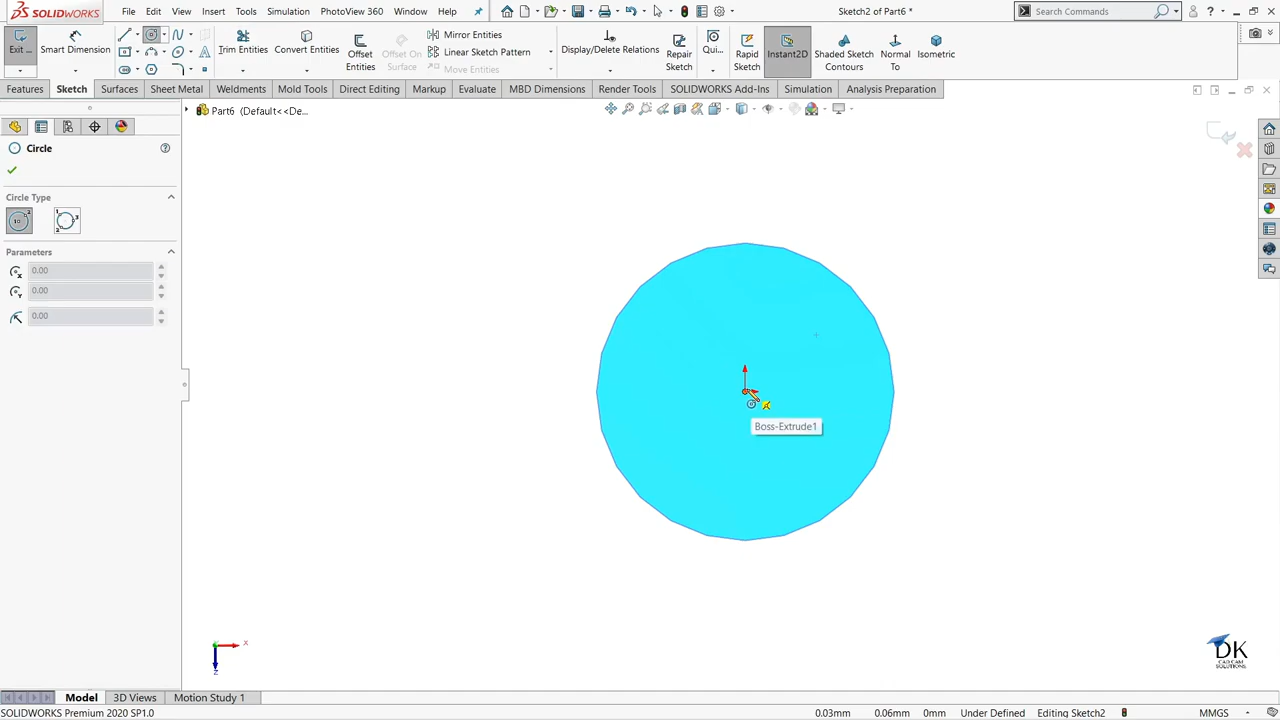 SOLIDWORKS File Edit View Insert Tools Simulation PhotoView 360 Window Help Sketch2 of Part6 * Search Commands
Exit ... Smart Dimension Trim Entities Convert Entities Offset Entities Offset On Surface Mirror Entities Linear Sketch Pattern Move Entities Display/Delete Relations Repair Sketch Qui... Rapid Sketch Instant2D Shaded Sketch Contours Normal To Isometric
Features Sketch Surfaces Sheet Metal Weldments Mold Tools Direct Editing Markup Evaluate MBD Dimensions Render Tools SOLIDWORKS Add-Ins Simulation Analysis Preparation
Part6 (Default<<De...
Circle
Circle Type
Parameters
0.00
0.00
0.00
Boss-Extrude1
X
Z
DK
CAD CAM
SOLUTIONS
Model 3D Views Motion Study 1
SOLIDWORKS Premium 2020 SP1.0 0.03mm 0.06mm 0mm Under Defined Editing Sketch2 MMGS